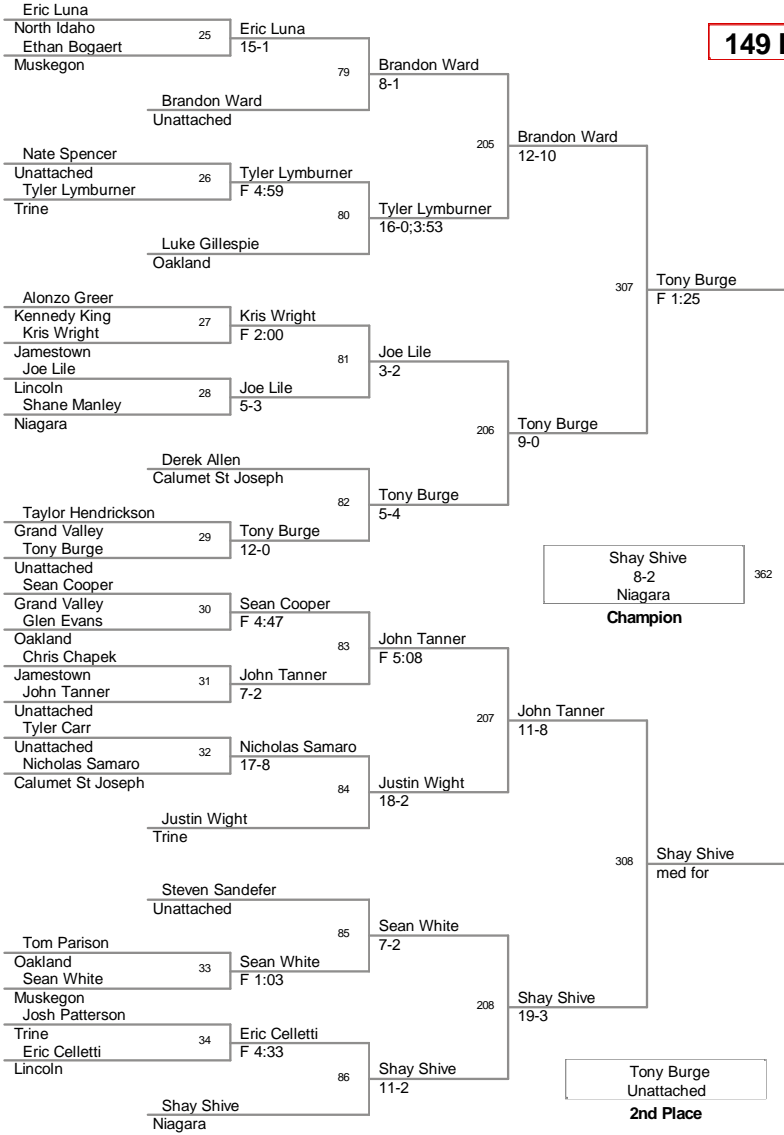 Eric Luna
North Idaho
25
Ethan Bogaert
Muskegon
Eric Luna
15-1
79
Brandon Ward
Unattached
Brandon Ward
8-1
Nate Spencer
Unattached
26
Tyler Lymburner
Trine
Tyler Lymburner
F 4:59
80
Luke Gillespie
Oakland
Tyler Lymburner
16-0;3:53
205
Brandon Ward
12-10
Alonzo Greer
Kennedy King
27
Kris Wright
Jamestown
Kris Wright
F 2:00
81
Joe Lile
Lincoln
28
Shane Manley
Niagara
Joe Lile
5-3
Joe Lile
3-2
206
Derek Allen
Calumet St Joseph
82
Taylor Hendrickson
Grand Valley
29
Tony Burge
Unattached
Tony Burge
12-0
Tony Burge
5-4
Tony Burge
9-0
307
Tony Burge
F 1:25
149
Sean Cooper
Grand Valley
30
Glen Evans
Oakland
Sean Cooper
F 4:47
83
Chris Chapek
Jamestown
31
John Tanner
Unattached
John Tanner
7-2
John Tanner
F 5:08
207
Tyler Carr
Unattached
32
Nicholas Samaro
Calumet St Joseph
Nicholas Samaro
17-8
84
Justin Wight
Trine
Justin Wight
18-2
John Tanner
11-8
308
Steven Sandefer
Unattached
85
Tom Parison
Oakland
33
Sean White
Muskegon
Sean White
F 1:03
Sean White
7-2
208
Josh Patterson
Trine
34
Eric Celletti
Lincoln
Eric Celletti
F 4:33
86
Shay Shive
Niagara
Shay Shive
11-2
Shay Shive
19-3
Shay Shive
med for
Shay Shive
8-2
Niagara
362
Champion
Tony Burge
Unattached
2nd Place